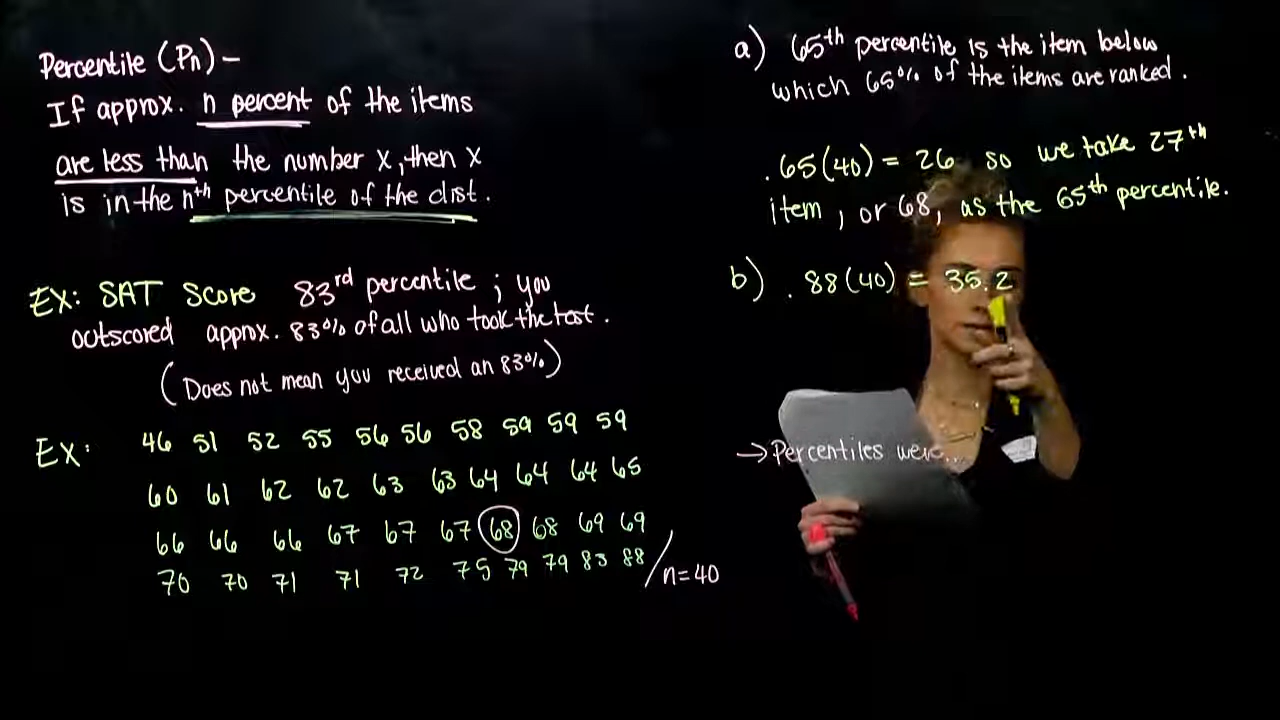 Percentile (Pn) –
If approx. n percent of the items
are less than the number x, then x
is in the nth percentile of the dist.
EX: SAT Score 83rd percentile ; you
outscored approx. 83% of all who took the test.
(Does not mean you received an 83%)
Ex: 46 51 52 55 56 56 58 59 59 59
60 61 62 62 63 63 64 64 64 65
66 66 66 67 67 67 68 68 69 69
70 70 71 71 72 75 79 79 83 88 / n=40
a) 65th percentile is the item below
which 65% of the items are ranked.
.65(40) = 26 so we take 27th
item, or 68, as the 65th percentile.
b) .88(40) = 35.2
→ Percentiles were...